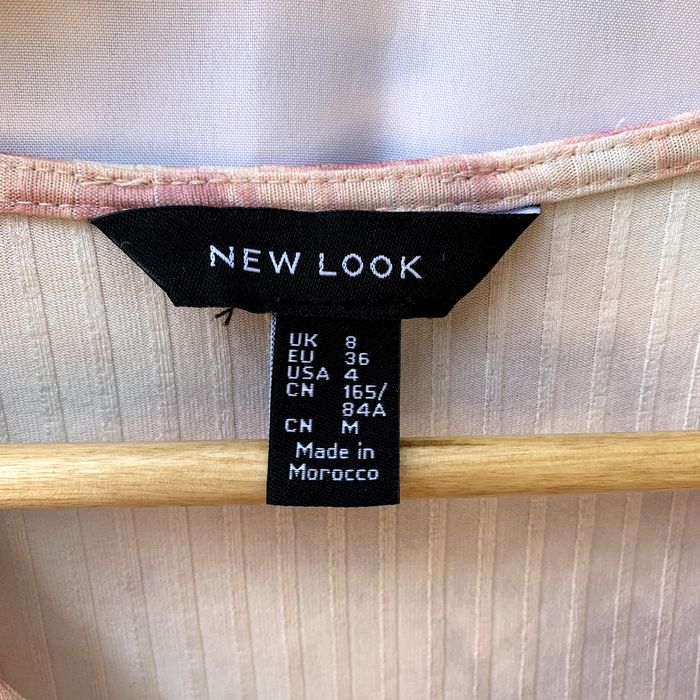 NEW LOOK
UK 8
EU 36
USA 4
CN 165/
84A
CN M
Made in
Morocco